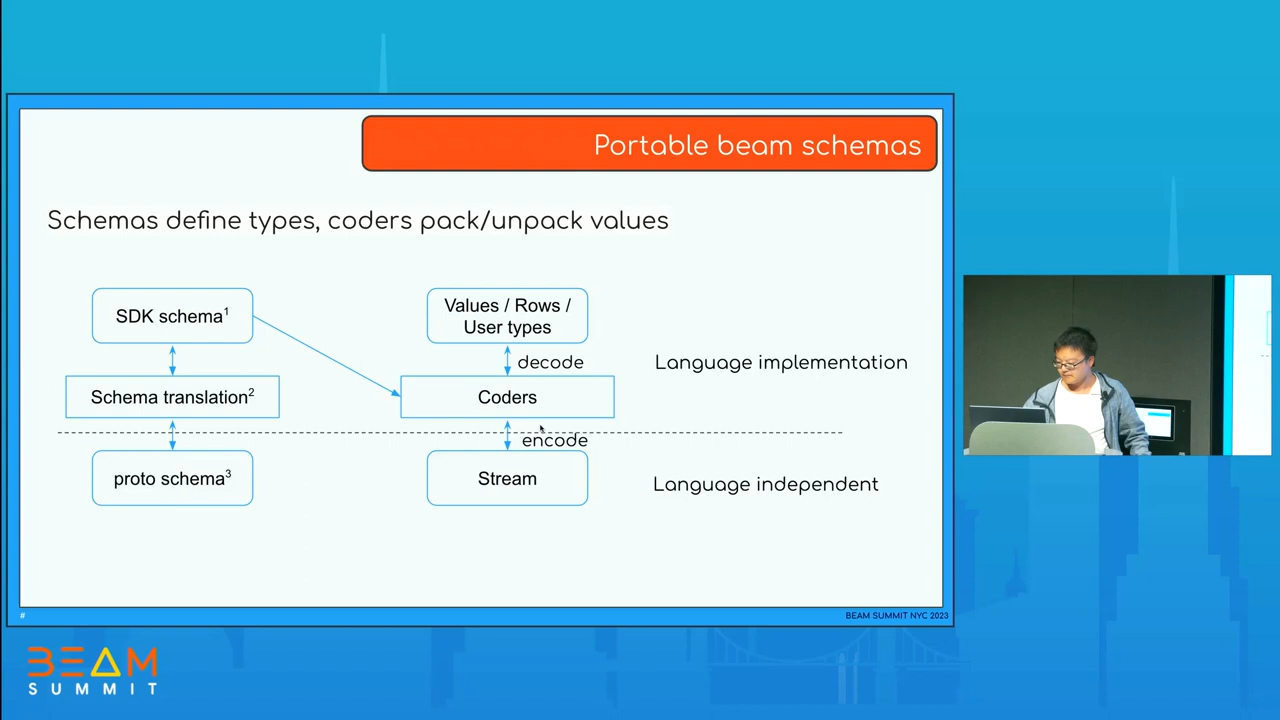 Portable beam schemas
Schemas define types, coders pack/unpack values
SDK schema¹
Values / Rows /
User types
decode
Language implementation
Schema translation²
Coders
encode
proto schema³
Stream
Language independent
#
BEAM SUMMIT NYC 2023
BEAM
SUMMIT